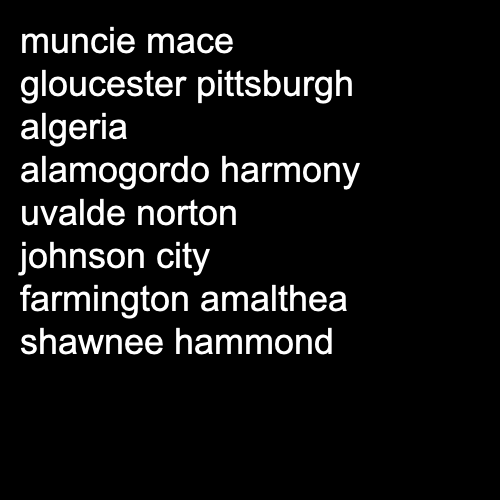 muncie mace
gloucester pittsburgh
algeria
alamogordo harmony
uvalde norton
johnson city
farmington amalthea
shawnee hammond